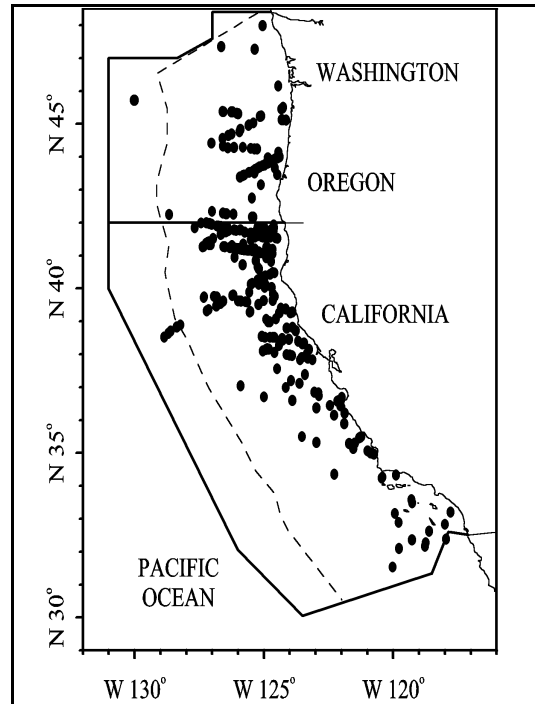 WASHINGTON
N 45°
OREGON
N 40°
CALIFORNIA
N 35°
PACIFIC
OCEAN
N 30°
W 130° W 125° W 120°